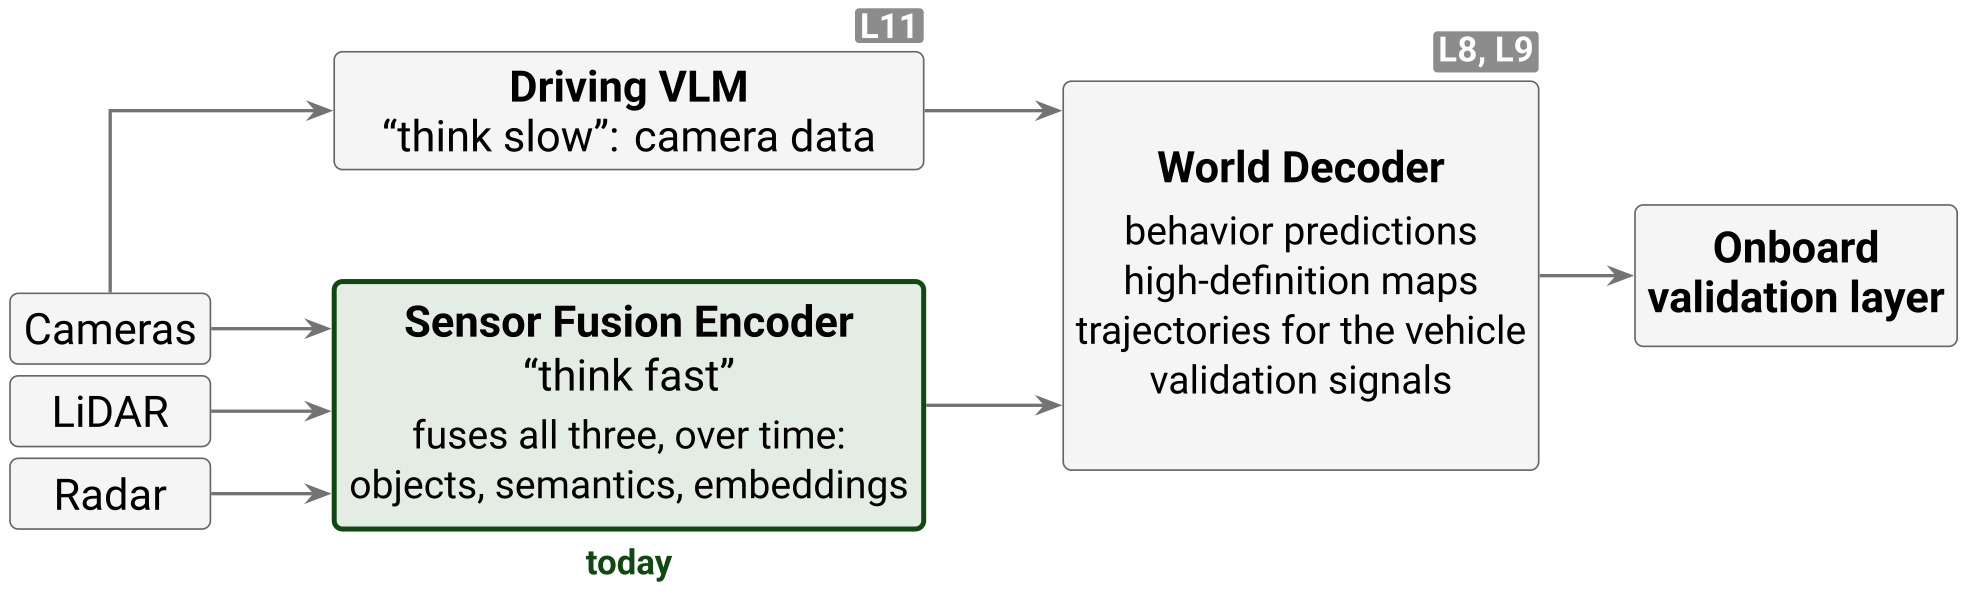 L11
Driving VLM
“think slow”: camera data
L8, L9
World Decoder
behavior predictions
high-definition maps
trajectories for the vehicle
validation signals
Onboard
validation layer
Cameras
LiDAR
Radar
Sensor Fusion Encoder
“think fast”
fuses all three, over time:
objects, semantics, embeddings
today